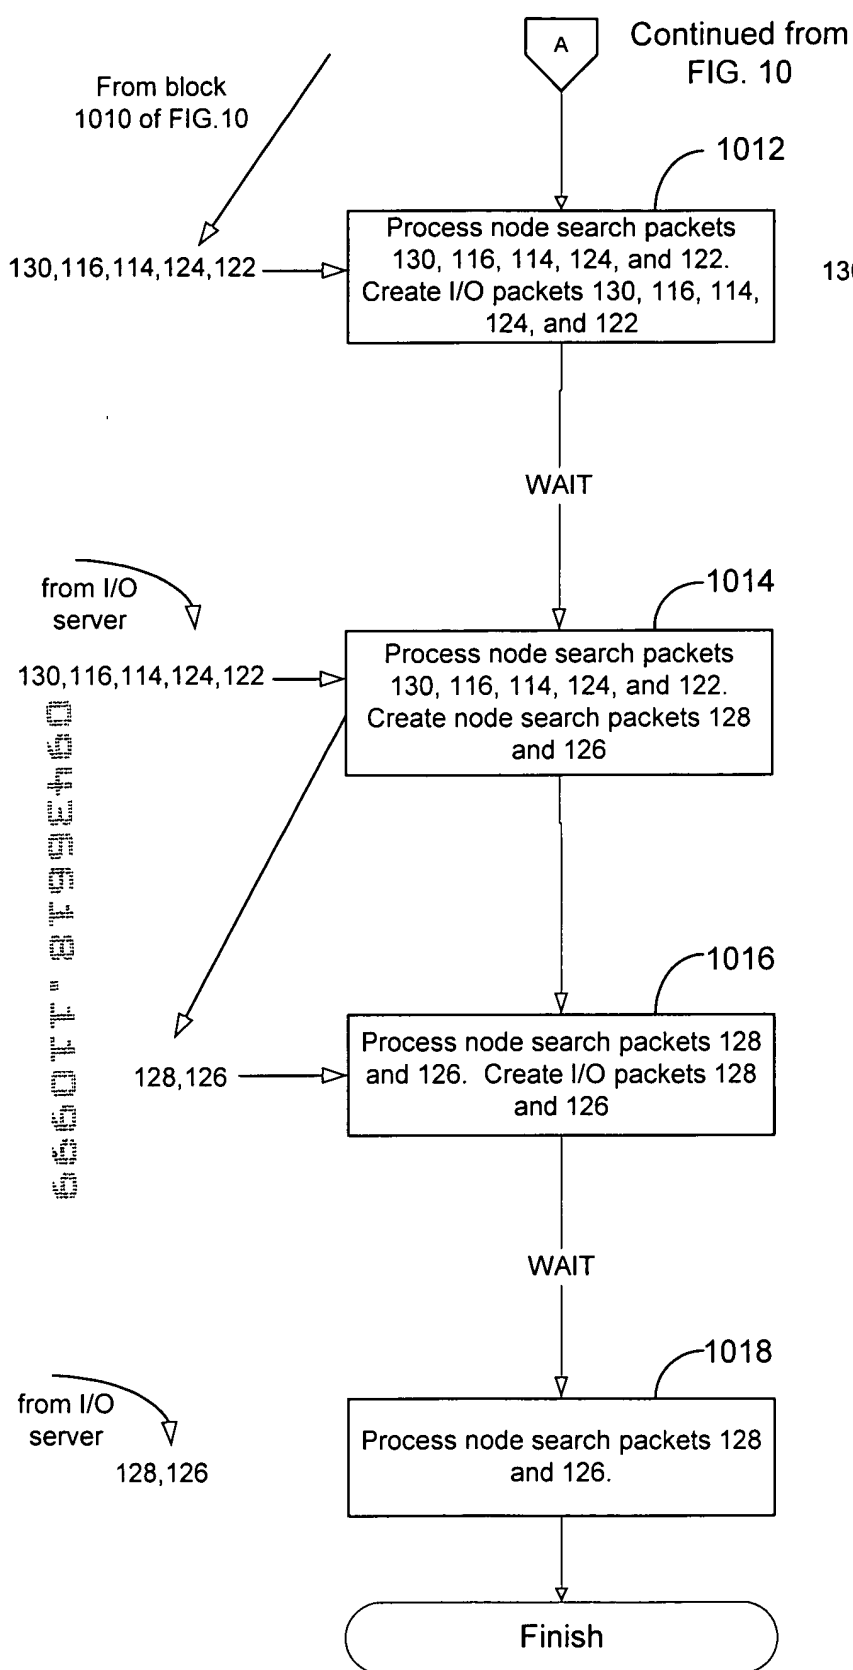 A
Continued from
FIG. 10
From block
1010 of FIG.10
1012
130,116,114,124,122
Process node search packets
130, 116, 114, 124, and 122.
Create I/O packets 130, 116, 114,
124, and 122
130
WAIT
from I/O
server
1014
130,116,114,124,122
Process node search packets
130, 116, 114, 124, and 122.
Create node search packets 128
and 126
1016
128,126
Process node search packets 128
and 126. Create I/O packets 128
and 126
WAIT
from I/O
server
1018
128,126
Process node search packets 128
and 126.
Finish